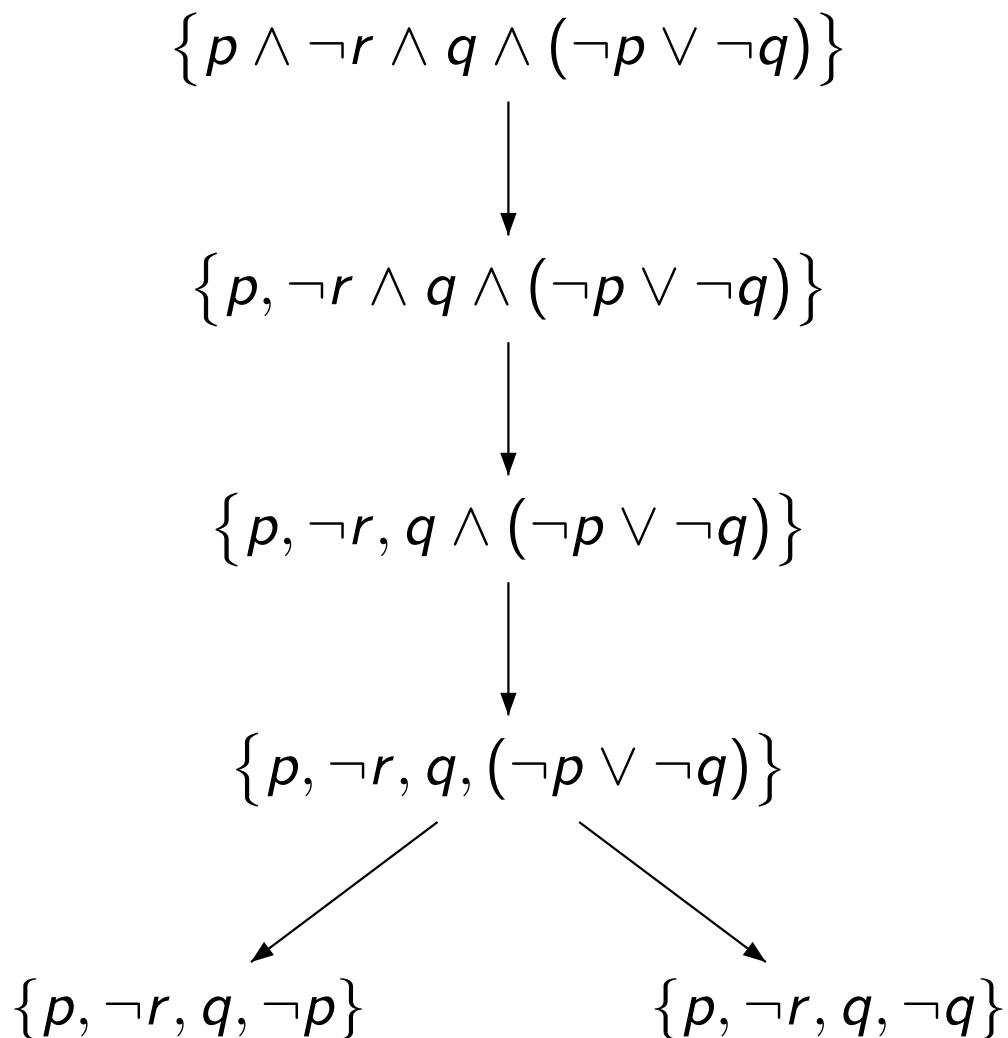 {p ∧ ¬r ∧ q ∧ (¬p ∨ ¬q)}
{p, ¬r ∧ q ∧ (¬p ∨ ¬q)}
{p, ¬r, q ∧ (¬p ∨ ¬q)}
{p, ¬r, q, (¬p ∨ ¬q)}
{p, ¬r, q, ¬p}
{p, ¬r, q, ¬q}